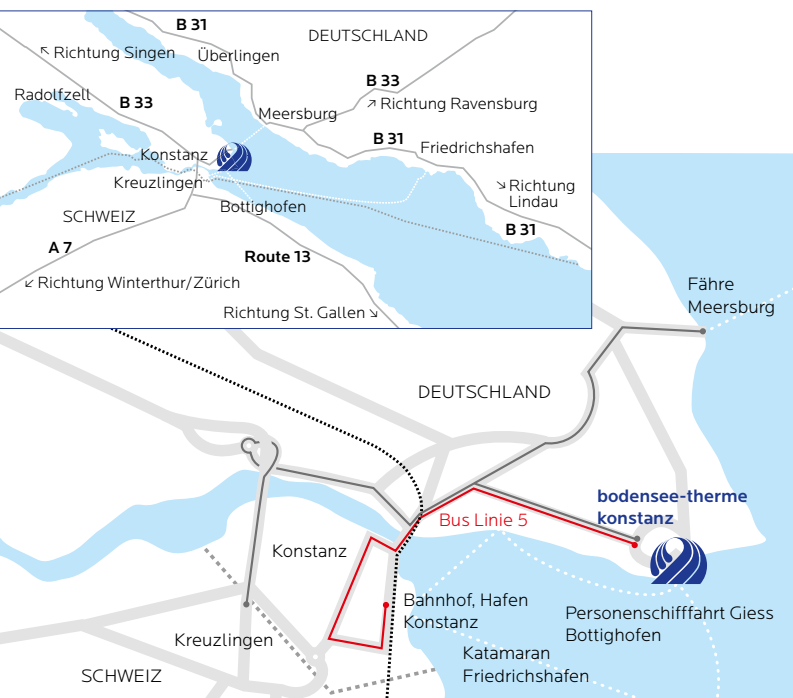 B 31
DEUTSCHLAND
↖ Richtung Singen
Überlingen
B 33
Radolfzell
B 33
↗ Richtung Ravensburg
Meersburg
B 31
Friedrichshafen
Konstanz
Kreuzlingen
↘ Richtung
Lindau
Bottighofen
SCHWEIZ
B 31
A 7
Route 13
↙ Richtung Winterthur/Zürich
Richtung St. Gallen ↘
Fähre
Meersburg
DEUTSCHLAND
bodensee-therme
konstanz
Bus Linie 5
Konstanz
Bahnhof, Hafen
Konstanz
Personenschifffahrt Giess
Bottighofen
Kreuzlingen
Katamaran
Friedrichshafen
SCHWEIZ